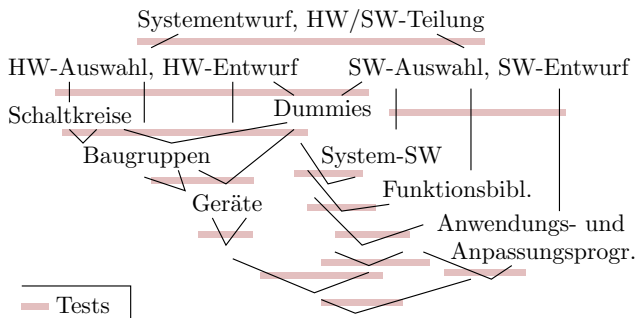 Systementwurf, HW/SW-Teilung
HW-Auswahl, HW-Entwurf
SW-Auswahl, SW-Entwurf
Schaltkreise
Dummies
Baugruppen
System-SW
Funktionsbibl.
Geräte
Anwendungs- und
Anpassungsprogr.
Tests